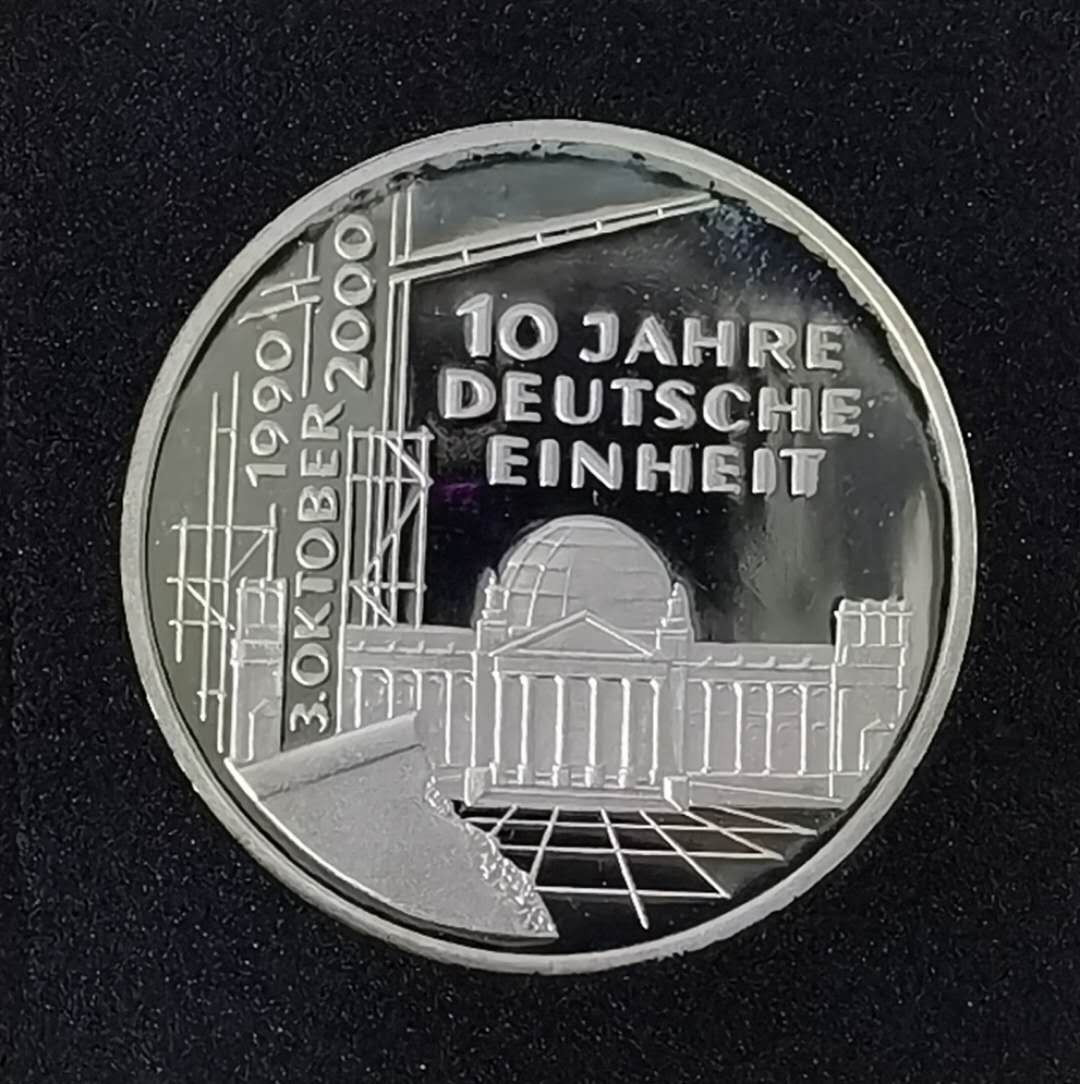 1990
3. OKTOBER 2000
10 JAHRE
DEUTSCHE
EINHEIT